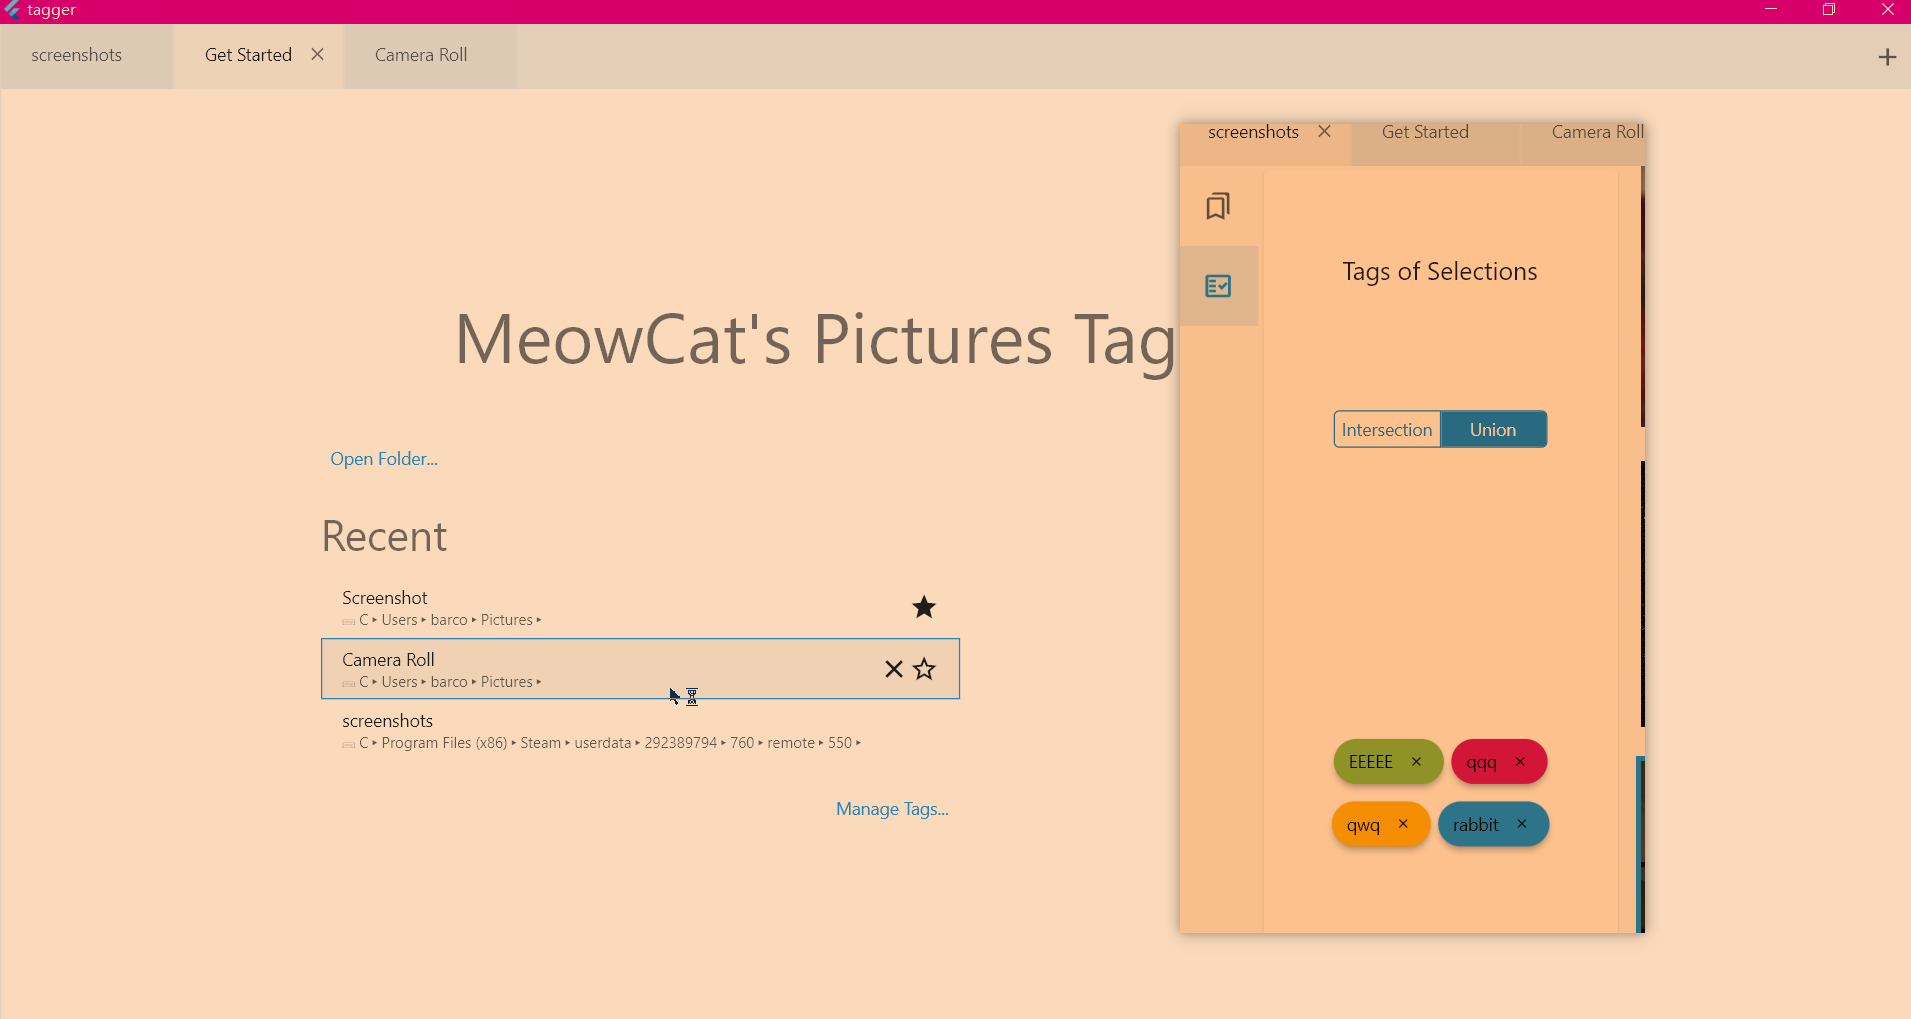 tagger
screenshots
Get Started
Camera Roll
MeowCat's Pictures Tag
Open Folder...
Recent
Screenshot
C ▸ Users ▸ barco ▸ Pictures ▸
Camera Roll
C ▸ Users ▸ barco ▸ Pictures ▸
screenshots
C ▸ Program Files (x86) ▸ Steam ▸ userdata ▸ 292389794 ▸ 760 ▸ remote ▸ 550 ▸
Manage Tags...
screenshots
Get Started
Camera Roll
Tags of Selections
Intersection
Union
EEEEE
qqq
qwq
rabbit